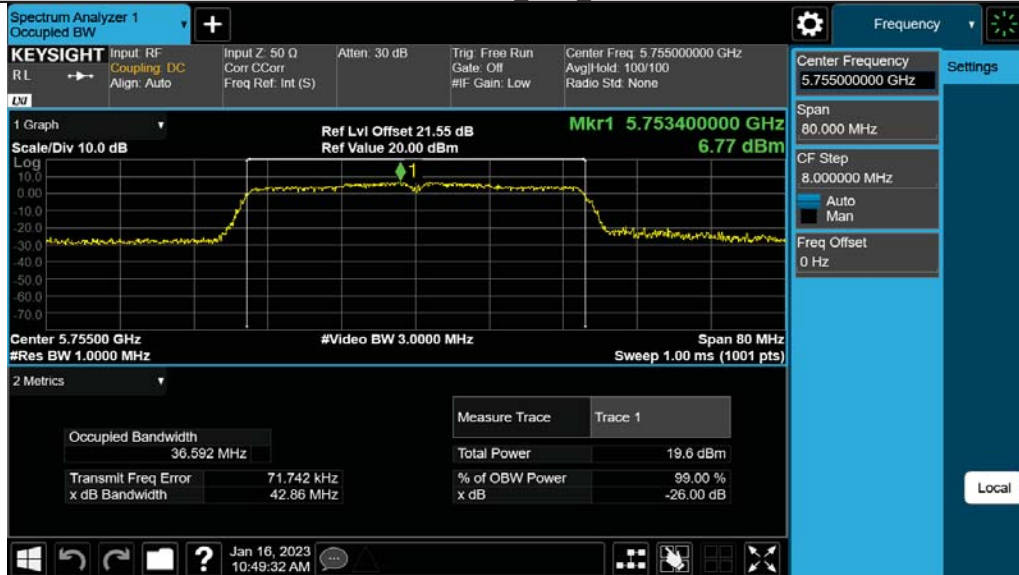 Spectrum Analyzer 1
Occupied BW
+
Frequency
KEYSIGHT
RL
LXI
Input: RF
Coupling: DC
Align: Auto
Input Z: 50 Ω
Corr CCorr
Freq Ref: Int (S)
Atten: 30 dB
Trig: Free Run
Gate: Off
#IF Gain: Low
Center Freq: 5.755000000 GHz
Avg|Hold: 100/100
Radio Std: None
Center Frequency
5.755000000 GHz
Settings
Span
80.000 MHz
CF Step
8.000000 MHz
Auto
Man
Freq Offset
0 Hz
Local
1 Graph
Scale/Div 10.0 dB
Ref Lvl Offset 21.55 dB
Ref Value 20.00 dBm
Mkr1 5.753400000 GHz
6.77 dBm
Log
1
10.0
0.00
-10.0
-20.0
-30.0
-40.0
-50.0
-60.0
-70.0
Center 5.75500 GHz
#Res BW 1.0000 MHz
#Video BW 3.0000 MHz
Span 80 MHz
Sweep 1.00 ms (1001 pts)
2 Metrics
Measure Trace Trace 1
Occupied Bandwidth
36.592 MHz
Total Power 19.6 dBm
Transmit Freq Error 71.742 kHz
% of OBW Power 99.00 %
x dB Bandwidth 42.86 MHz
x dB -26.00 dB
?
Jan 16, 2023
10:49:32 AM